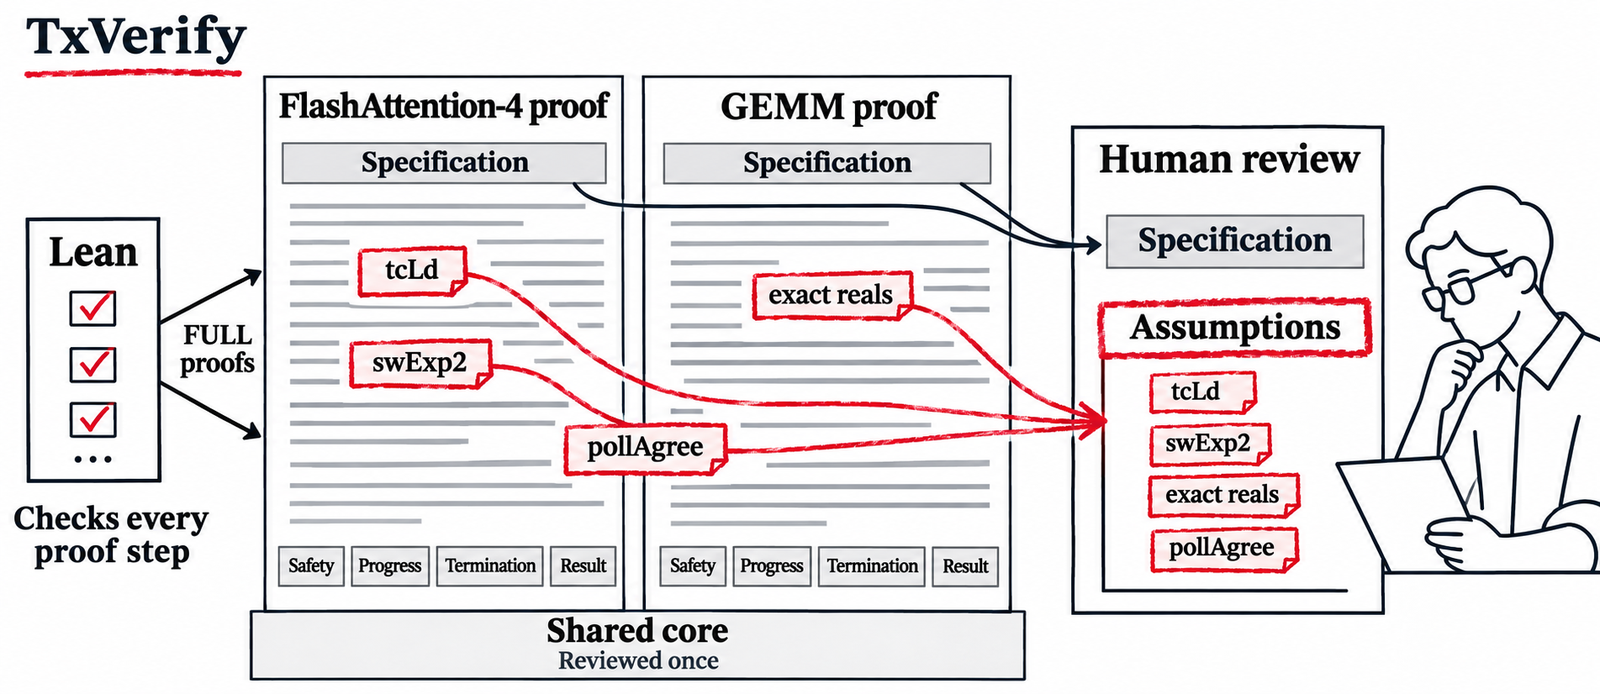 TxVerify
Lean
...
Checks every
proof step
FULL
proofs
FlashAttention-4 proof
Specification
tcLd
swExp2
pollAgree
Safety
Progress
Termination
Result
GEMM proof
Specification
exact reals
Safety
Progress
Termination
Result
Shared core
Reviewed once
Human review
Specification
Assumptions
tcLd
swExp2
exact reals
pollAgree